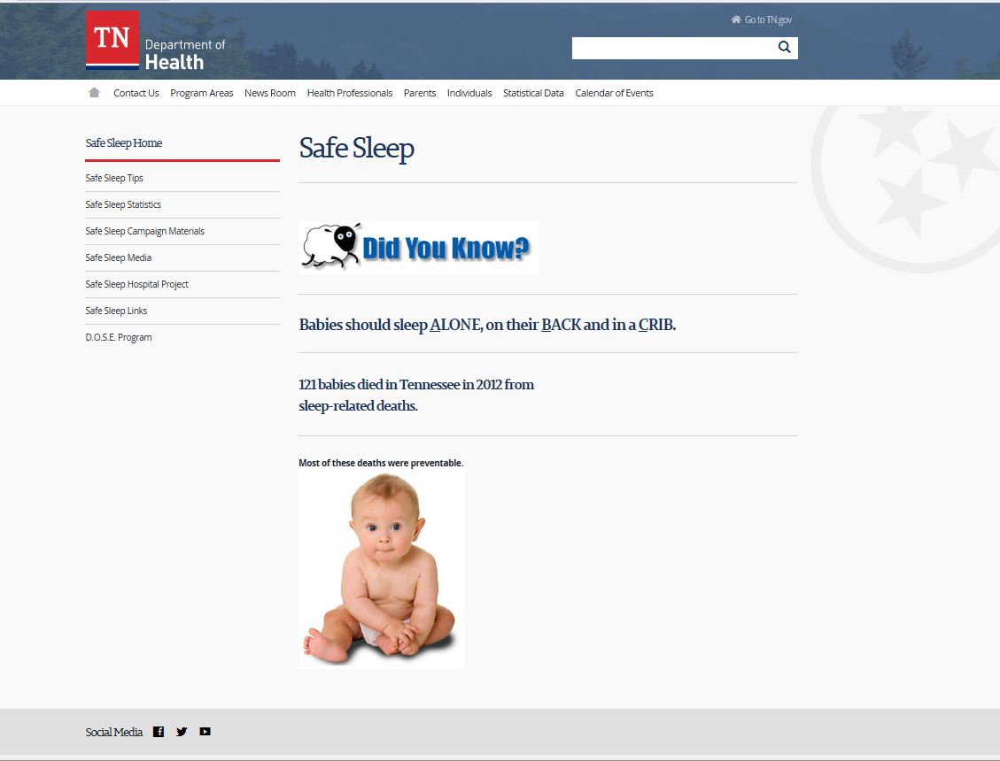 TN
Department of
Health
Go to TN.gov
Contact Us Program Areas News Room Health Professionals Parents Individuals Statistical Data Calendar of Events
Safe Sleep Home
Safe Sleep Tips
Safe Sleep Statistics
Safe Sleep Campaign Materials
Safe Sleep Media
Safe Sleep Hospital Project
Safe Sleep Links
D.O.S.E. Program
Safe Sleep
Did You Know?
Babies should sleep ALONE, on their BACK and in a CRIB.
121 babies died in Tennessee in 2012 from
sleep-related deaths.
Most of these deaths were preventable.
Social Media